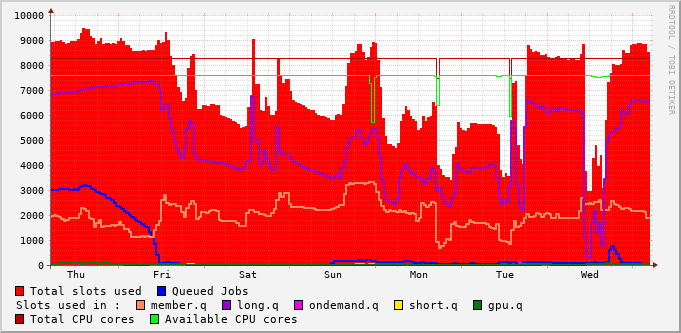 10000
9000
8000
7000
6000
5000
4000
3000
2000
1000
0
Thu Fri Sat Sun Mon Tue Wed
Total slots used Queued Jobs
Slots used in : member.q long.q ondemand.q short.q gpu.q
Total CPU cores Available CPU cores
RRDTOOL / TOBI OETIKER